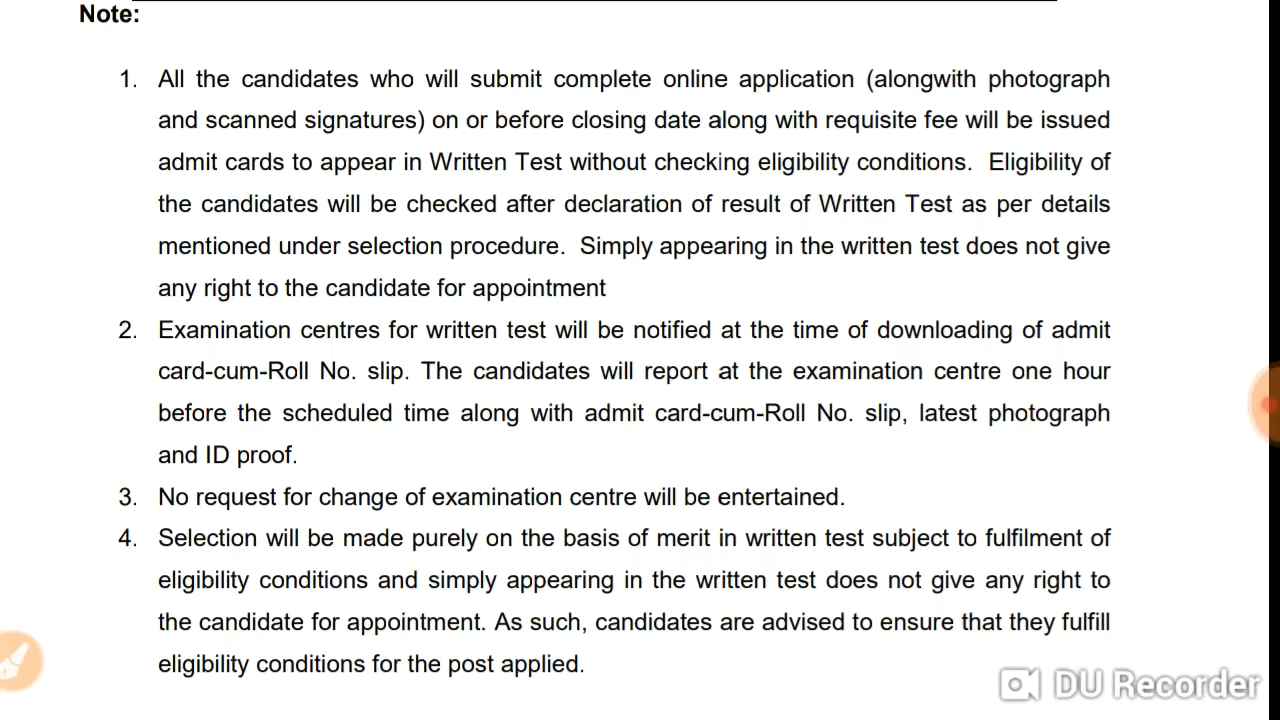 Note:
1. All the candidates who will submit complete online application (alongwith photograph
and scanned signatures) on or before closing date along with requisite fee will be issued
admit cards to appear in Written Test without checking eligibility conditions. Eligibility of
the candidates will be checked after declaration of result of Written Test as per details
mentioned under selection procedure. Simply appearing in the written test does not give
any right to the candidate for appointment
2. Examination centres for written test will be notified at the time of downloading of admit
card-cum-Roll No. slip. The candidates will report at the examination centre one hour
before the scheduled time along with admit card-cum-Roll No. slip, latest photograph
and ID proof.
3. No request for change of examination centre will be entertained.
4. Selection will be made purely on the basis of merit in written test subject to fulfilment of
eligibility conditions and simply appearing in the written test does not give any right to
the candidate for appointment. As such, candidates are advised to ensure that they fulfill
eligibility conditions for the post applied.
DU Recorder